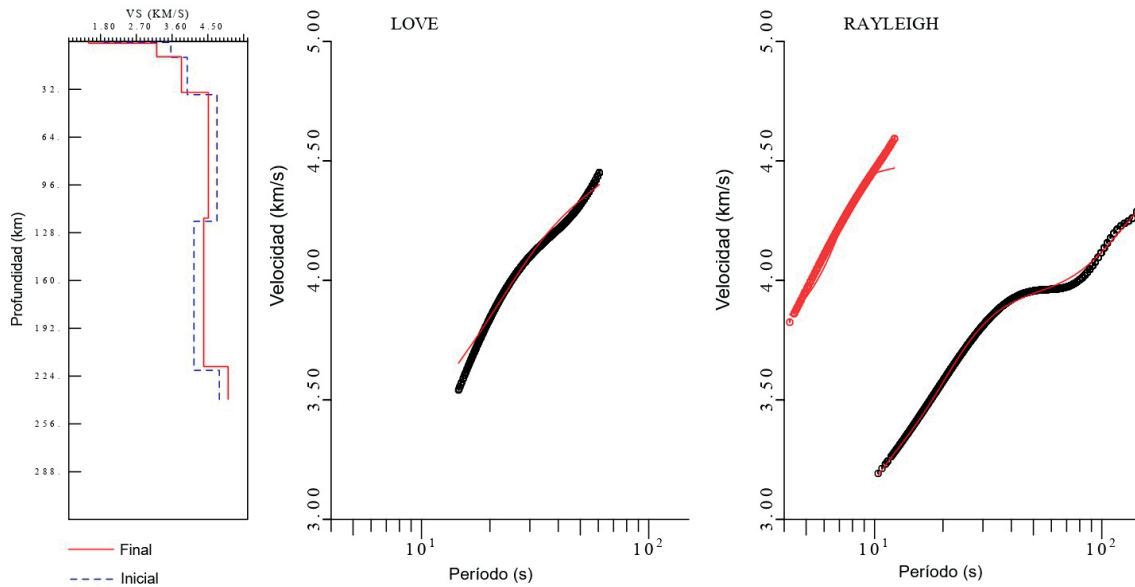 VS (KM/S)
1.80 2.70 3.60 4.50
Profundidad (km)
32.
64.
96.
128.
160.
192.
224.
256.
288.
Final
Inicial
LOVE
Velocidad (km/s)
5.00
4.50
4.00
3.50
3.00
10¹ 10²
Período (s)
RAYLEIGH
Velocidad (km/s)
5.00
4.50
4.00
3.50
3.00
10¹ 10²
Período (s)